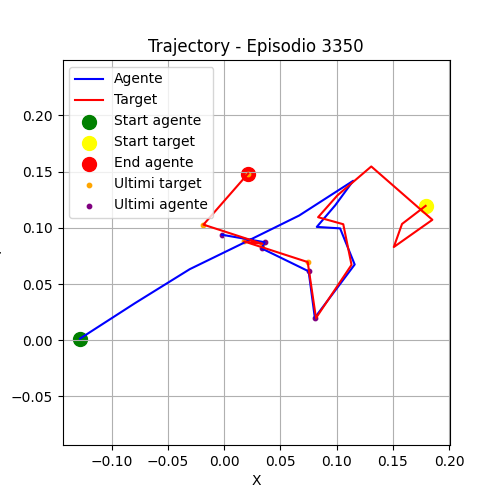 Trajectory - Episodio 3350
Agente
Target
Start agente
Start target
End agente
Ultimi target
Ultimi agente
0.20
0.15
0.10
0.05
0.00
−0.05
−0.10
−0.05
0.00
0.05
0.10
0.15
0.20
X